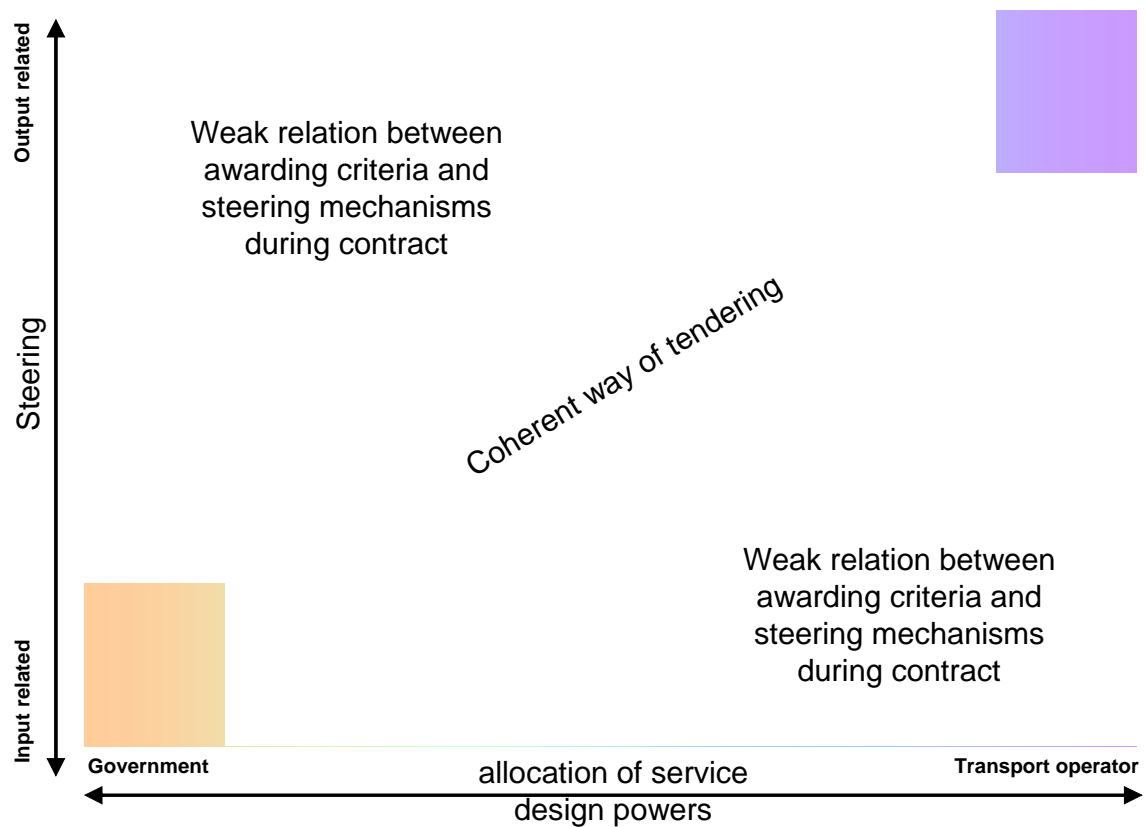 Output related
Weak relation between
awarding criteria and
steering mechanisms
during contract
Coherent way of tendering
Steering
Weak relation between
awarding criteria and
steering mechanisms
during contract
Input related
Government
allocation of service
design powers
Transport operator